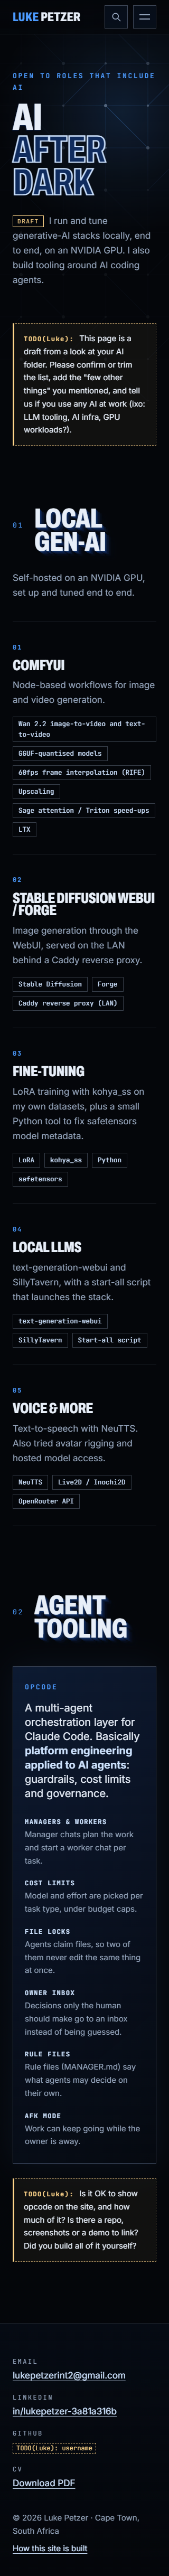 LUKE PETZER
OPEN TO ROLES THAT INCLUDE
AI
AI
AFTER
DARK
DRAFT I run and tune
generative-AI stacks locally, end
to end, on an NVIDIA GPU. I also
build tooling around AI coding
agents.
TODO(Luke): This page is a
draft from a look at your AI
folder. Please confirm or trim
the list, add the "few other
things" you mentioned, and tell
us if you use any AI at work (ixo:
LLM tooling, AI infra, GPU
workloads?).
01 LOCAL
GEN-AI
Self-hosted on an NVIDIA GPU,
set up and tuned end to end.
01
COMFYUI
Node-based workflows for image
and video generation.
Wan 2.2 image-to-video and text-
to-video
GGUF-quantised models
60fps frame interpolation (RIFE)
Upscaling
Sage attention / Triton speed-ups
LTX
02
STABLE DIFFUSION WEBUI
/ FORGE
Image generation through the
WebUI, served on the LAN
behind a Caddy reverse proxy.
Stable Diffusion Forge
Caddy reverse proxy (LAN)
03
FINE-TUNING
LoRA training with kohya_ss on
my own datasets, plus a small
Python tool to fix safetensors
model metadata.
LoRA kohya_ss Python
safetensors
04
LOCAL LLMS
text-generation-webui and
SillyTavern, with a start-all script
that launches the stack.
text-generation-webui
SillyTavern Start-all script
05
VOICE & MORE
Text-to-speech with NeuTTS.
Also tried avatar rigging and
hosted model access.
NeuTTS Live2D / Inochi2D
OpenRouter API
02 AGENT
TOOLING
OPCODE
A multi-agent
orchestration layer for
Claude Code. Basically
platform engineering
applied to AI agents:
guardrails, cost limits
and governance.
MANAGERS & WORKERS
Manager chats plan the work
and start a worker chat per
task.
COST LIMITS
Model and effort are picked per
task type, under budget caps.
FILE LOCKS
Agents claim files, so two of
them never edit the same thing
at once.
OWNER INBOX
Decisions only the human
should make go to an inbox
instead of being guessed.
RULE FILES
Rule files (MANAGER.md) say
what agents may decide on
their own.
AFK MODE
Work can keep going while the
owner is away.
TODO(Luke): Is it OK to show
opcode on the site, and how
much of it? Is there a repo,
screenshots or a demo to link?
Did you build all of it yourself?
EMAIL
lukepetzerint2@gmail.com
LINKEDIN
in/lukepetzer-3a81a316b
GITHUB
TODO(Luke): username
CV
Download PDF
© 2026 Luke Petzer · Cape Town,
South Africa
How this site is built